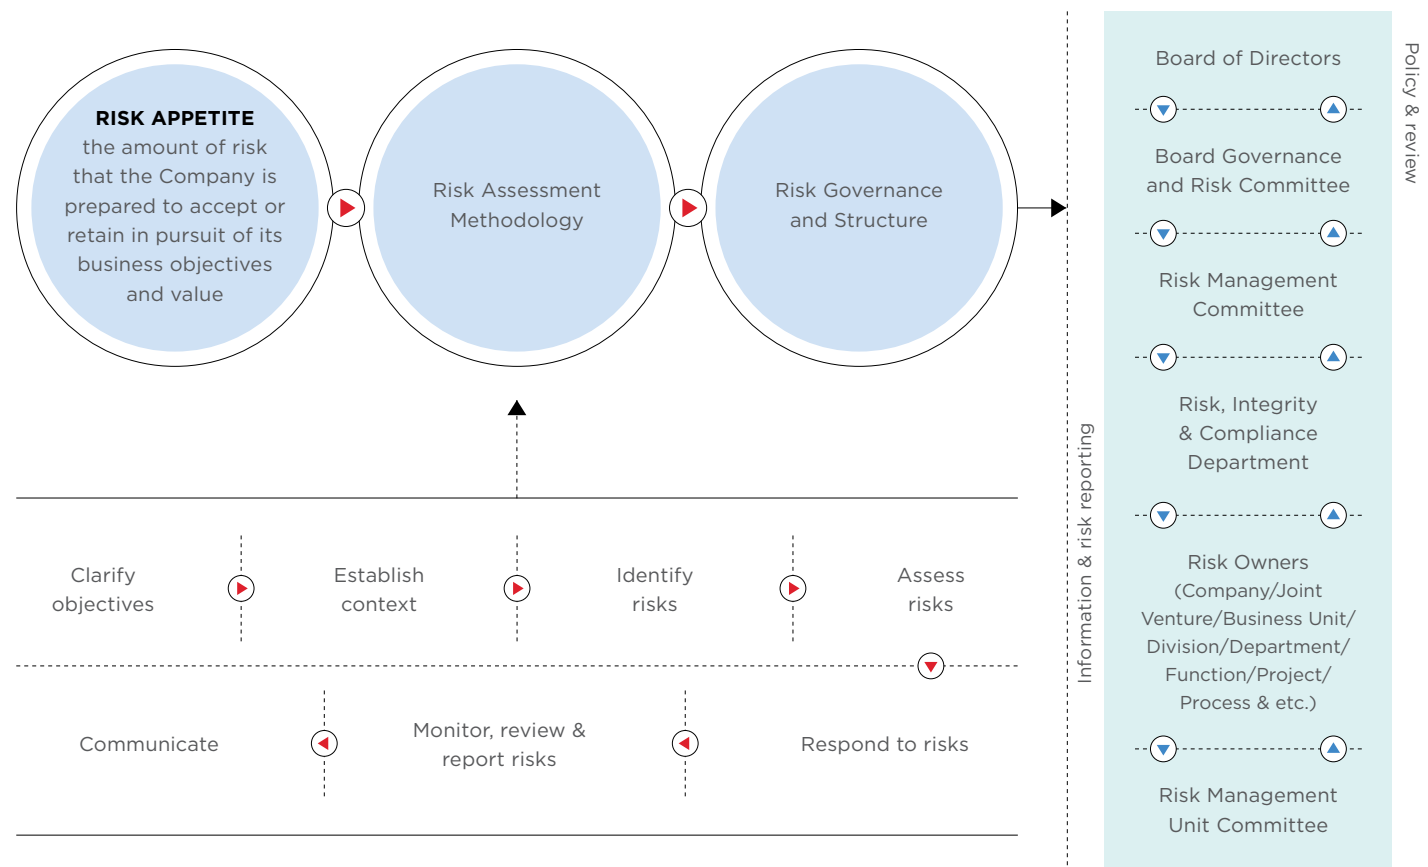 RISK APPETITE
the amount of risk
that the Company is
prepared to accept or
retain in pursuit of its
business objectives
and value
Risk Assessment
Methodology
Risk Governance
and Structure
Clarify
objectives
Establish
context
Identify
risks
Assess
risks
Communicate
Monitor, review &
report risks
Respond to risks
Information & risk reporting
Board of Directors
Board Governance
and Risk Committee
Risk Management
Committee
Risk, Integrity
& Compliance
Department
Risk Owners
(Company/Joint
Venture/Business Unit/
Division/Department/
Function/Project/
Process & etc.)
Risk Management
Unit Committee
Policy & review